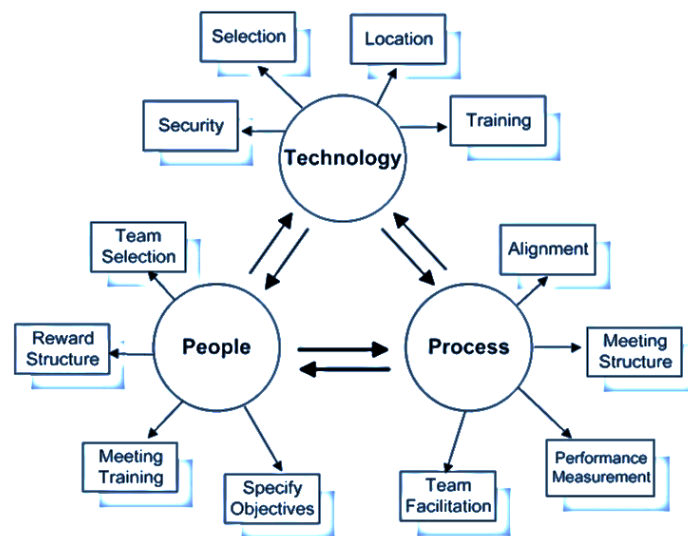 Selection
Location
Security
Training
Technology
Team
Selection
Alignment
Reward
Structure
People
Process
Meeting
Structure
Meeting
Training
Specify
Objectives
Team
Facilitation
Performance
Measurement